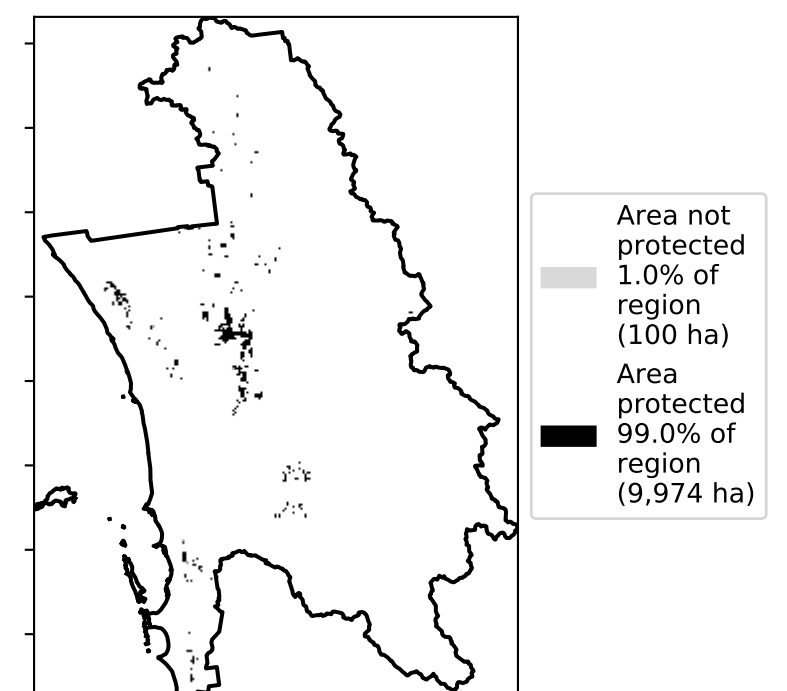 Area not
protected
1.0% of
region
(100 ha)
Area
protected
99.0% of
region
(9,974 ha)